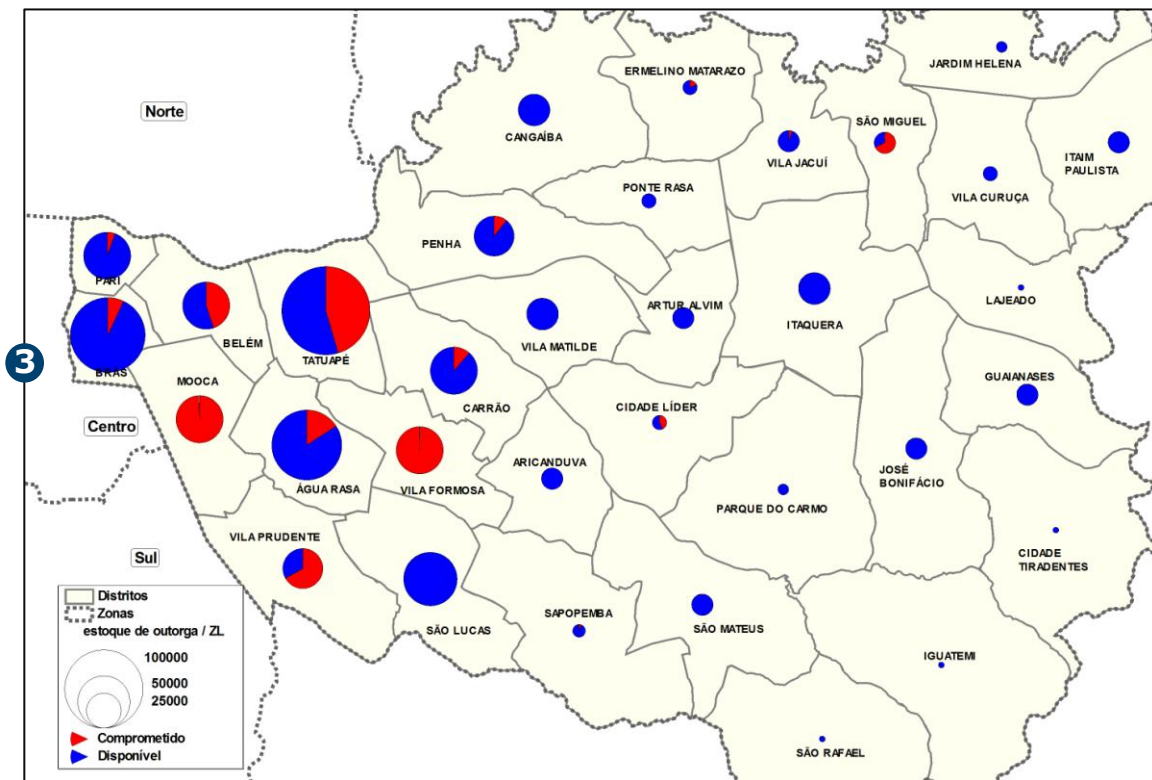 ERMELINO MATARAZO
JARDIM HELENA
Norte
SÃO MIGUEL
CANGAÍBA
VILA JACUÍ
ITAIM
PAULISTA
PONTE RASA
VILA CURUÇA
PENHA
PARI
ARTUR ALVIM
LAJEADO
ITAQUERA
BELÉM
VILA MATILDE
TATUAPÉ
3
BRÁS
MOOCA
GUAIANASES
CARRÃO
CIDADE LÍDER
Centro
ARICANDUVA
JOSÉ
BONIFÁCIO
ÁGUA RASA
VILA FORMOSA
PARQUE DO CARMO
VILA PRUDENTE
Sul
CIDADE
TIRADENTES
Distritos
Zonas
estoque de outorga / ZL
100000
50000
25000
Comprometido
Disponível
SAPOPEMBA
SÃO LUCAS
SÃO MATEUS
IGUATEMI
SÃO RAFAEL